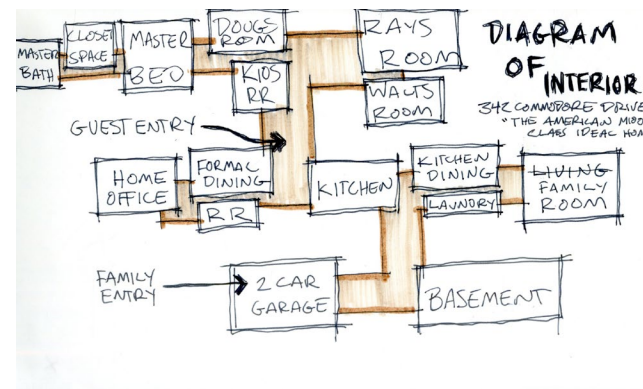 DIAGRAM
OF
INTERIOR
342 COMMODORE DRIVE
"THE AMERICAN MIDD
CLASS IDEAL HOM
MASTER
BATH
CLOSET
SPACE
MASTER
BED
DOUGS
ROOM
KIDS
RR
RAYS
ROOM
WALTS
ROOM
GUEST ENTRY
HOME
OFFICE
FORMAL
DINING
RR
KITCHEN
KITCHEN
DINING
LAUNDRY
LIVING
FAMILY
ROOM
FAMILY
ENTRY
2 CAR
GARAGE
BASEMENT